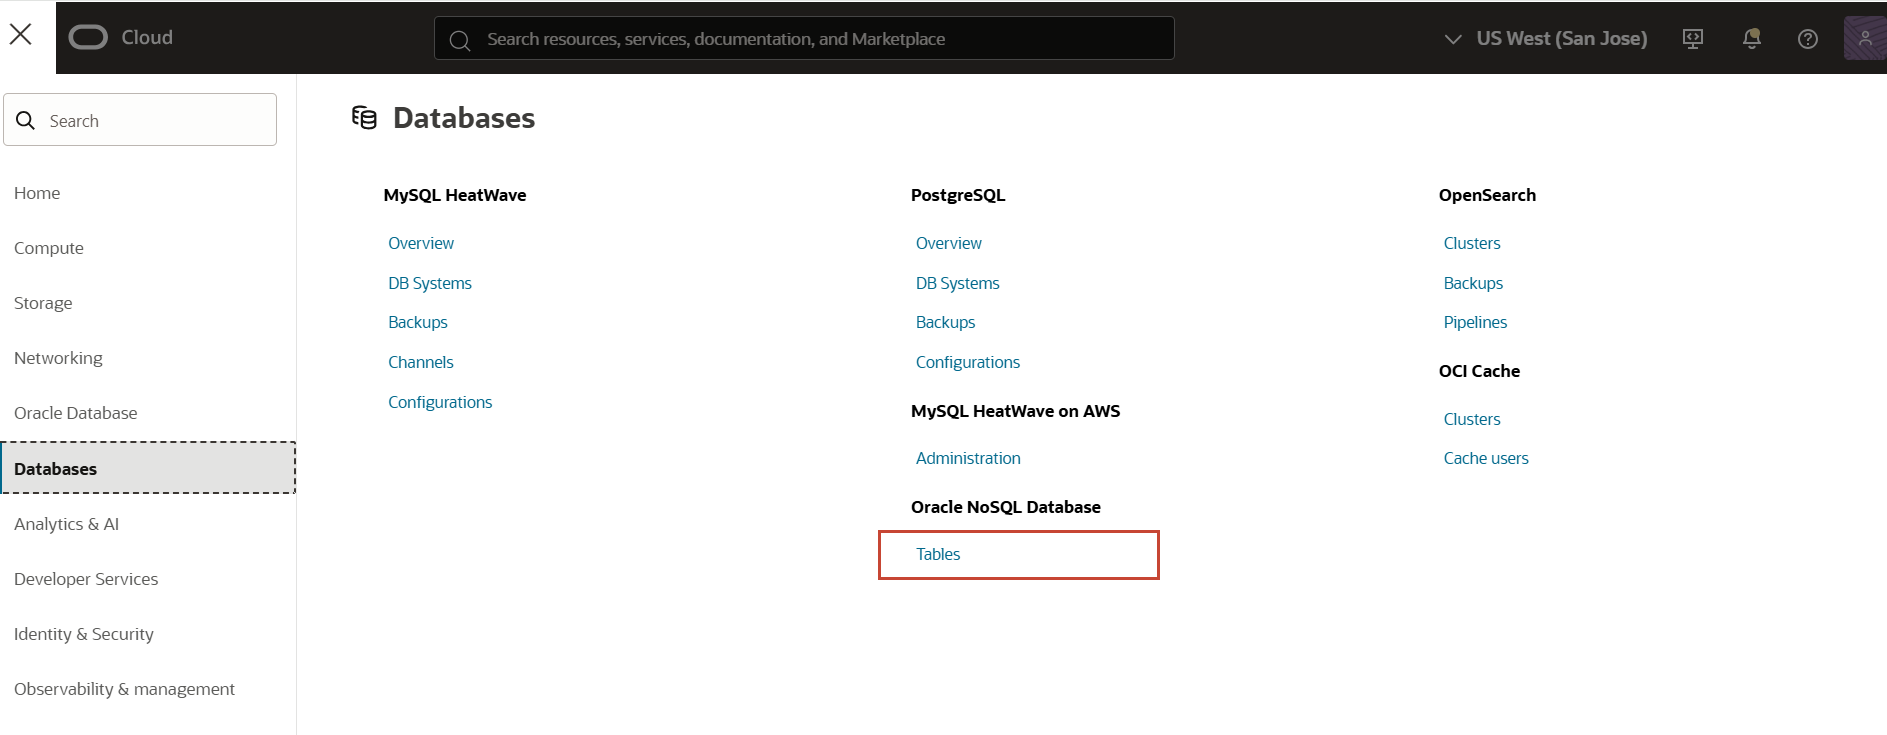 Cloud
Search resources, services, documentation, and Marketplace
US West (San Jose)
Search
Home
Compute
Storage
Networking
Oracle Database
Databases
Analytics & AI
Developer Services
Identity & Security
Observability & management
Databases
MySQL HeatWave
Overview
DB Systems
Backups
Channels
Configurations
PostgreSQL
Overview
DB Systems
Backups
Configurations
MySQL HeatWave on AWS
Administration
Oracle NoSQL Database
Tables
OpenSearch
Clusters
Backups
Pipelines
OCI Cache
Clusters
Cache users